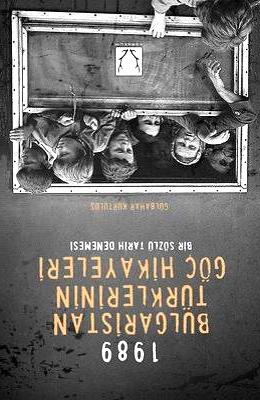 1989
BULGARİSTAN
TÜRKLERİNİN
GÖÇ HİKAYELERİ
BİR SÖZLÜ TARİH DENEMESİ
GÜLBAHAR KURTULUŞ